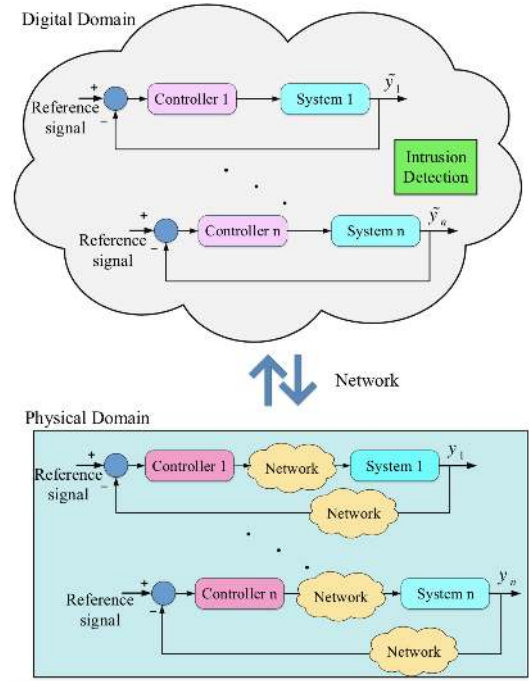 Digital Domain
+
Reference
signal
−
Controller 1
System 1
ỹ₁
Intrusion
Detection
+
Reference
signal
−
Controller n
System n
ỹₙ
Network
Physical Domain
+
Reference
signal
−
Controller 1
Network
System 1
y₁
Network
+
Reference
signal
−
Controller n
Network
System n
yₙ
Network